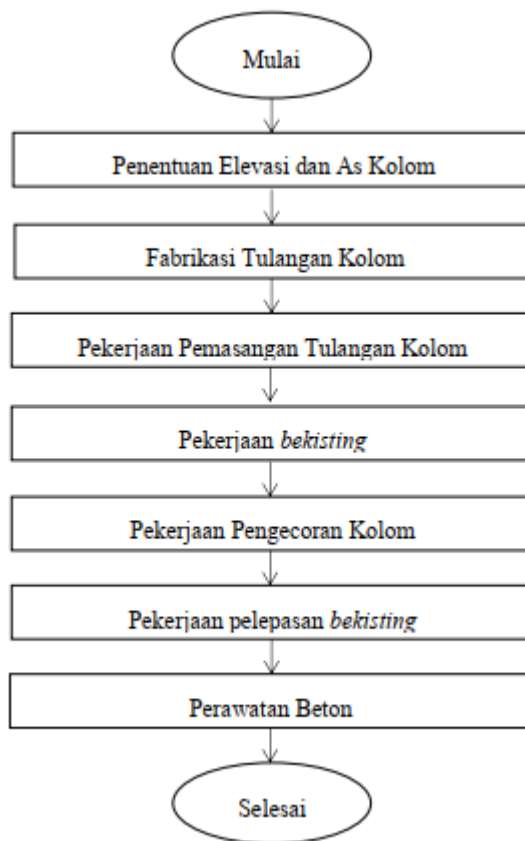 Mulai
Penentuan Elevasi dan As Kolom
Fabrikasi Tulangan Kolom
Pekerjaan Pemasangan Tulangan Kolom
Pekerjaan bekisting
Pekerjaan Pengecoran Kolom
Pekerjaan pelepasan bekisting
Perawatan Beton
Selesai